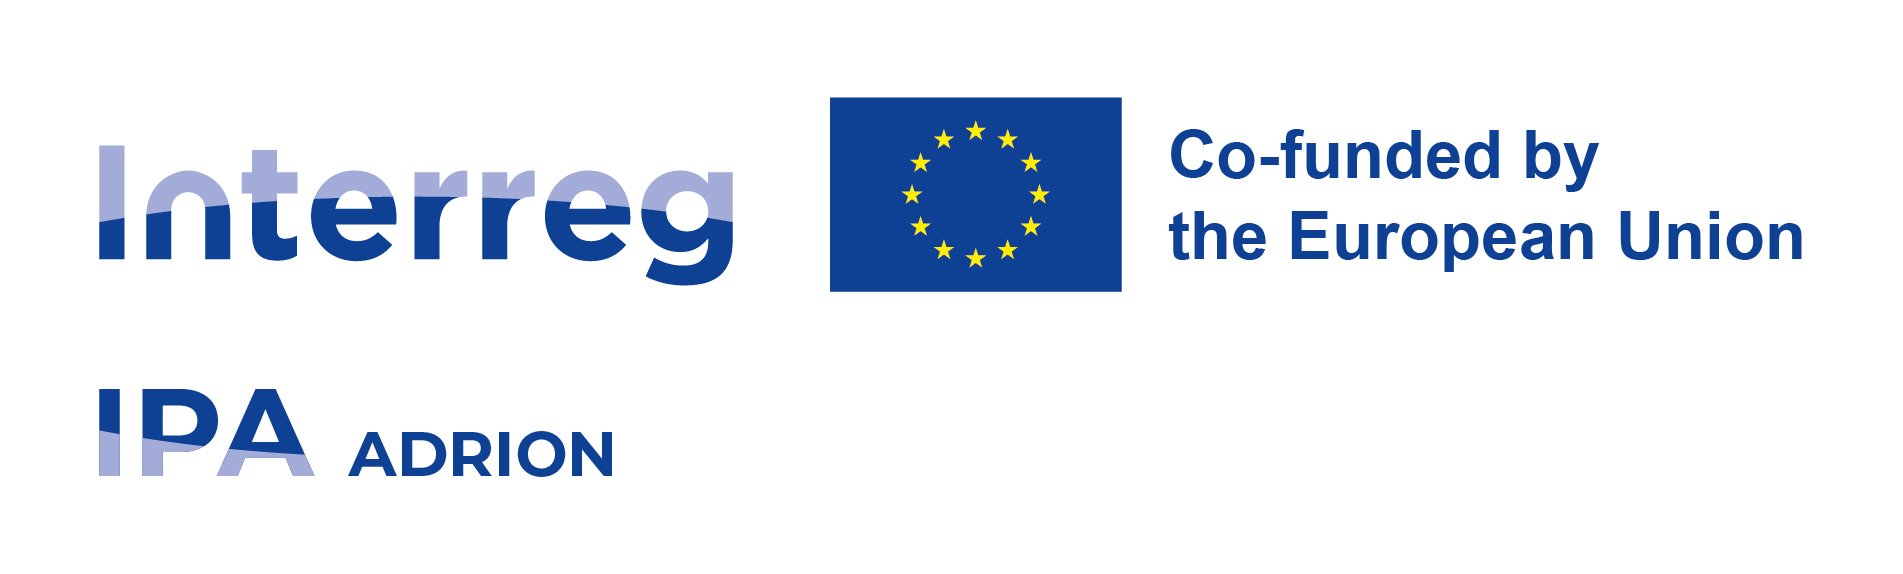 Interreg
Co-funded by
the European Union
IPA ADRION